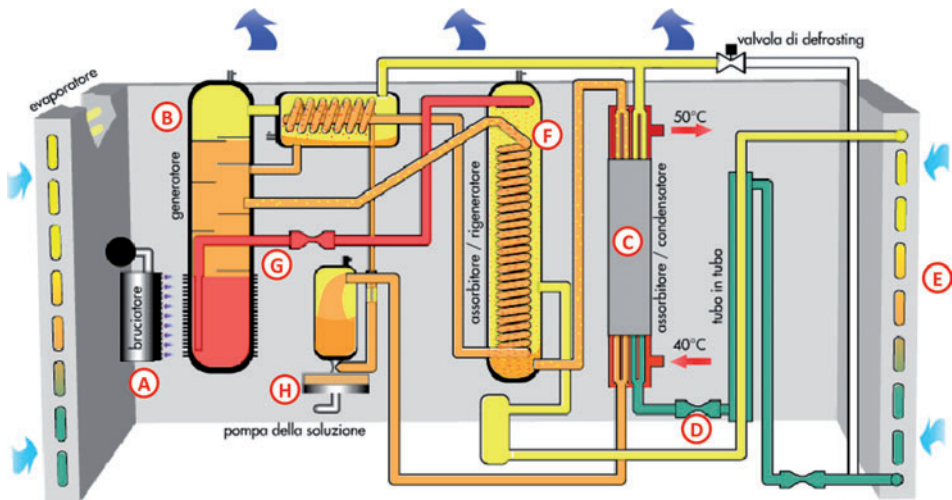 valvola di defrosting
evaporatore
B
F
50°C
generatore
assorbitore / rigeneratore
C
assorbitore / condensatore
tubo in tubo
G
E
bruciatore
40°C
A
H
D
pompa della soluzione